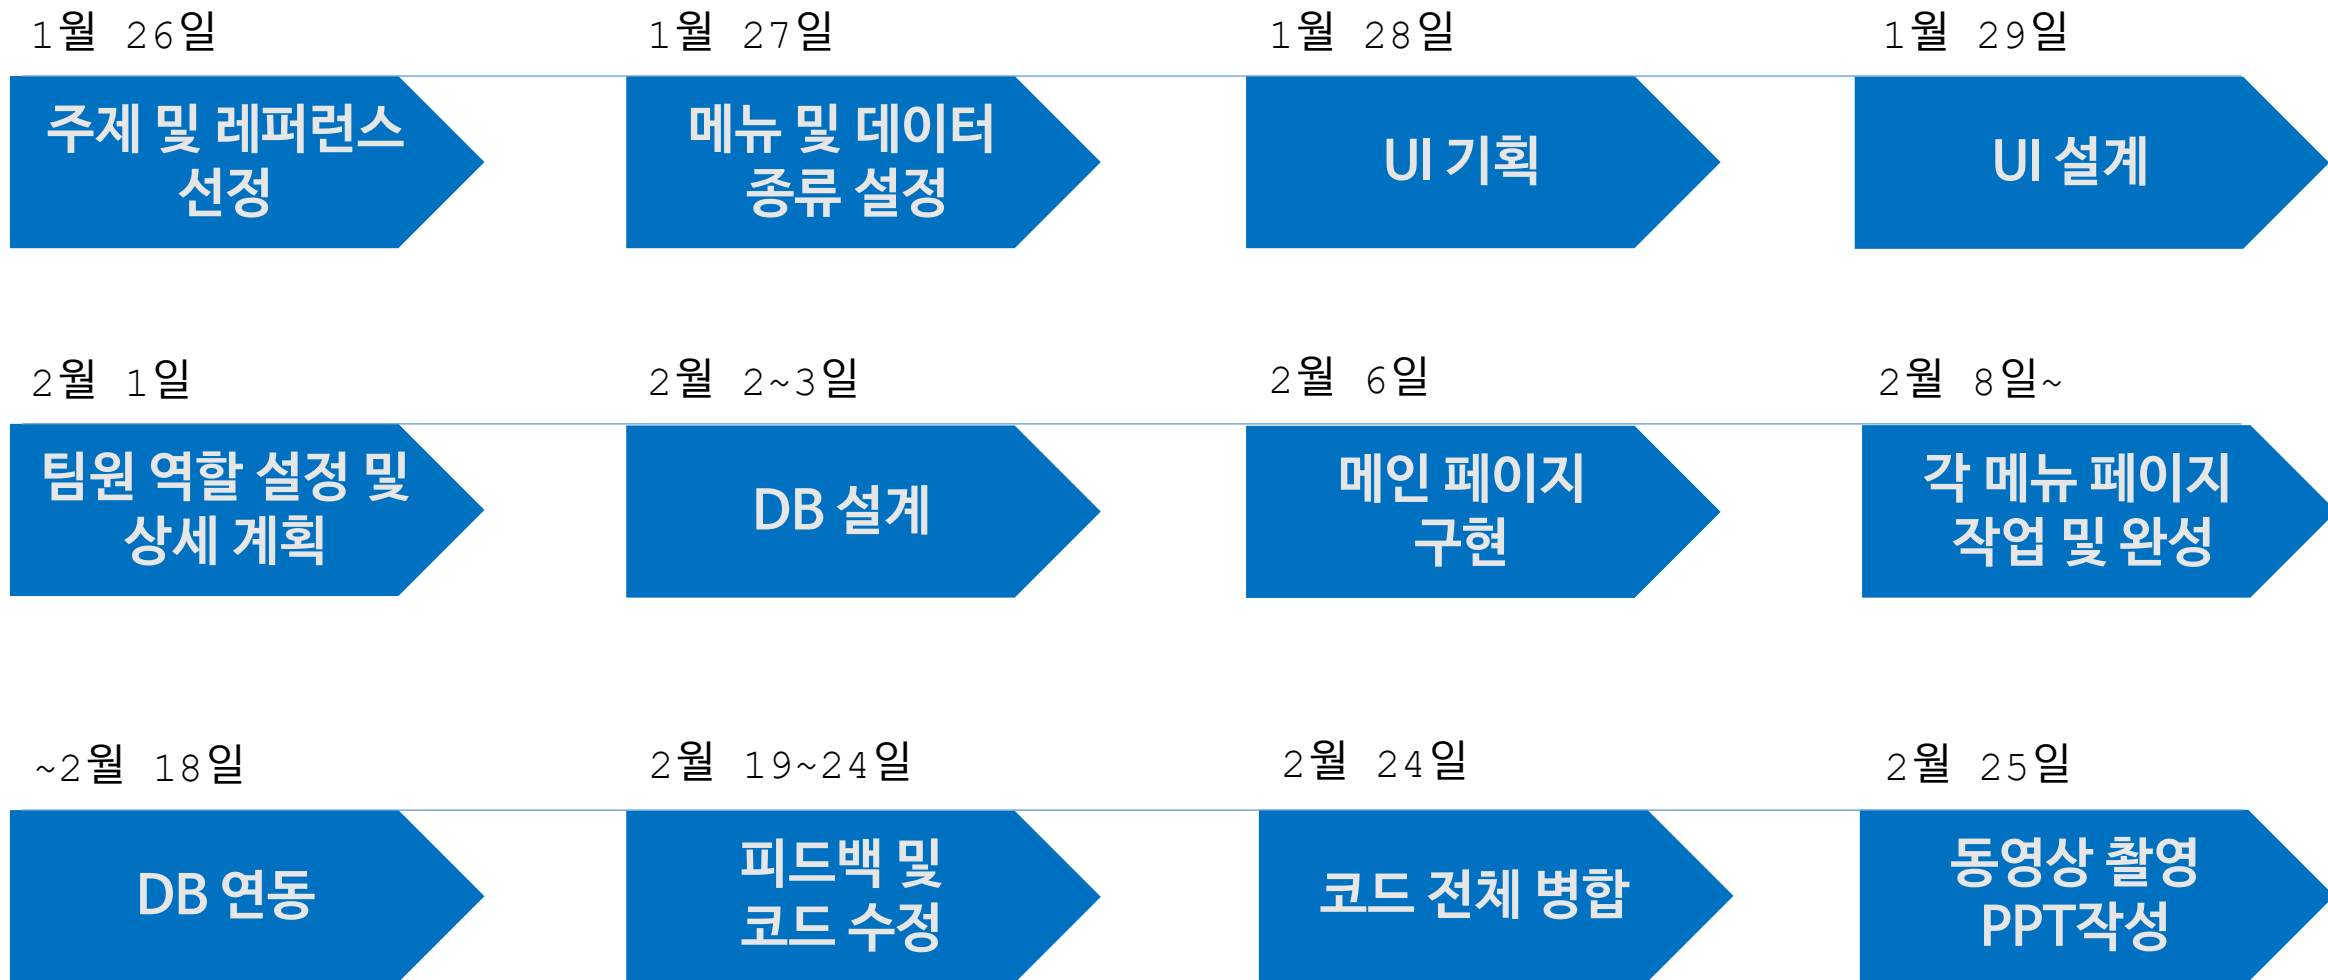 1월 26일
1월 27일
1월 28일
1월 29일
주제 및 레퍼런스
선정
메뉴 및 데이터
종류 설정
UI 기획
UI 설계
2월 1일
2월 2~3일
2월 6일
2월 8일~
팀원 역할 설정 및
상세 계획
DB 설계
메인 페이지
구현
각 메뉴 페이지
작업 및 완성
~2월 18일
2월 19~24일
2월 24일
2월 25일
DB 연동
피드백 및
코드 수정
코드 전체 병합
동영상 촬영
PPT작성